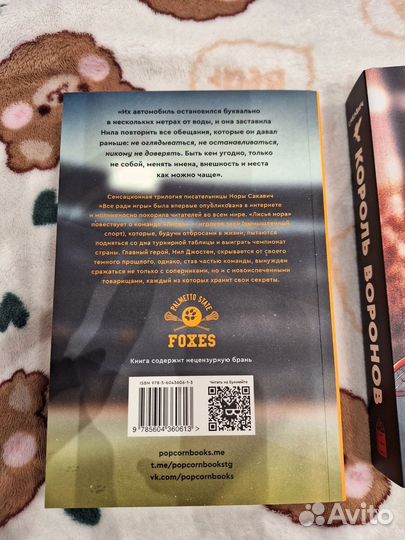 «Их автомобиль остановился буквально
в нескольких метрах от воды, и она заставила
Нила повторить все обещания, которые он давал
раньше: не оглядываться, не останавливаться,
никому не доверять. Быть кем угодно, только
не собой, менять имена, внешность и места
как можно чаще».
Сенсационная трилогия писательницы Норы Сакавич
«Все ради игры» была впервые опубликована в интернете
и молниеносно покорила читателей во всем мире. «Лисья нора»
повествует о команде игроков экси (вымышленный
спорт), которые, будучи отбросами в жизни, пытаются
подняться со дна турнирной таблицы и выиграть чемпионат
страны. Главный герой, Нил Джостен, скрывается от своего
темного прошлого, однако, став частью команды, вынужден
сражаться не только с соперниками, но и с новоиспеченными
товарищами, каждый из которых хранит свои секреты.
PALMETTO STATE
FOXES
Книга содержит нецензурную брань
ISBN 978-5-6043606-1-3
Читать на Букмейте
9 785604 360613
popcornbooks.me
t.me/popcornbookstg
vk.com/popcornbooks
КОРОЛЬ ВОРОНОВ
Avito